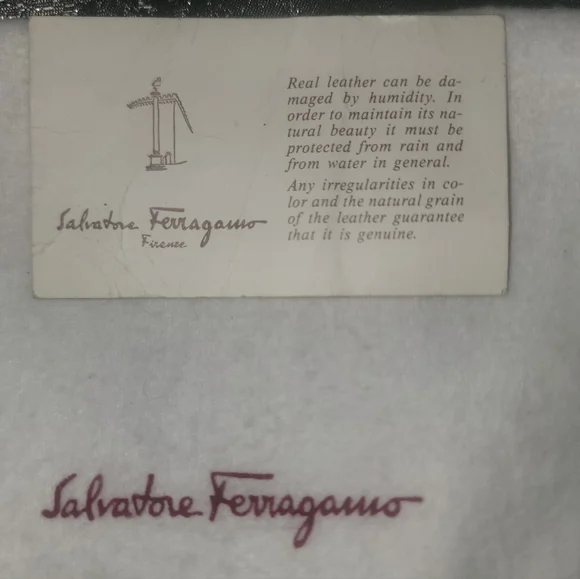 Real leather can be da-
maged by humidity. In
order to maintain its na-
tural beauty it must be
protected from rain and
from water in general.
Any irregularities in co-
lor and the natural grain
of the leather guarantee
that it is genuine.
Salvatore Ferragamo
Firenze
Salvatore Ferragamo